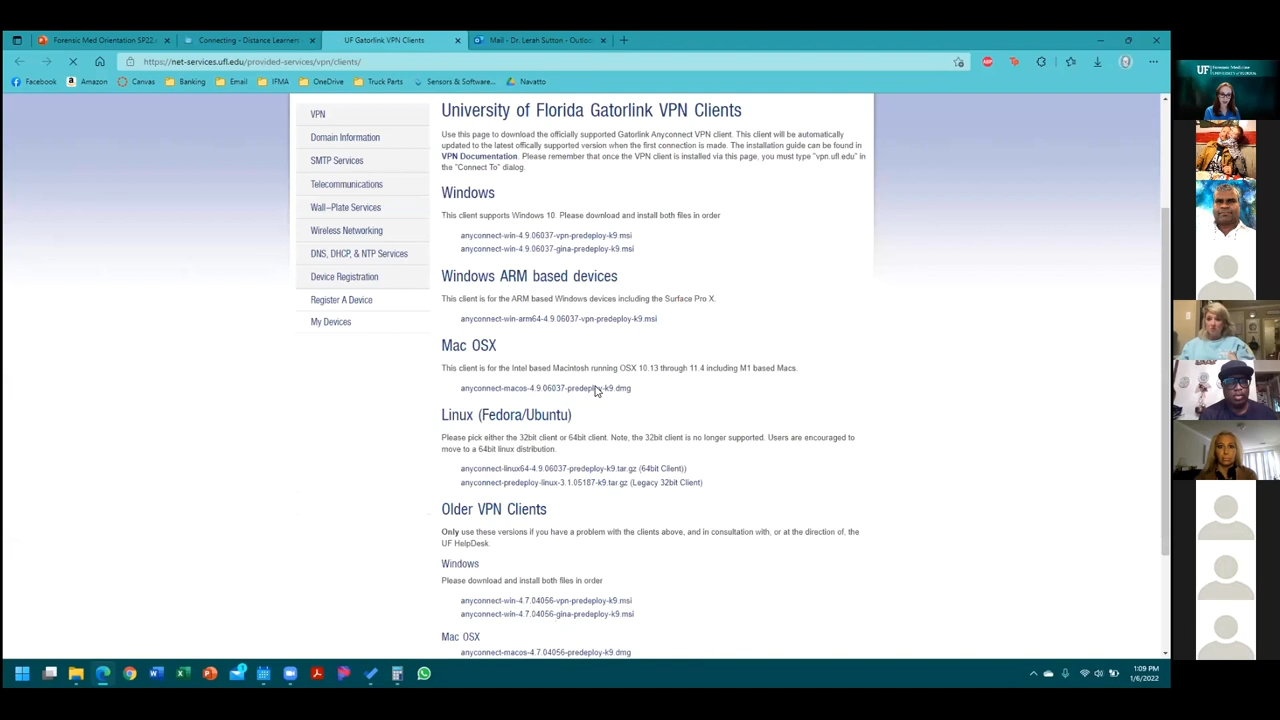 Forensic Med Orientation SP22.
Connecting - Distance Learners
UF Gatorlink VPN Clients
Mail - Dr. Lerah Sutton - Outlook
https://net-services.ufl.edu/provided-services/vpn/clients/
Facebook
Amazon
Canvas
Banking
Email
IFMA
OneDrive
Truck Parts
Sensors & Software...
Navatto
VPN
Domain Information
SMTP Services
Telecommunications
Wall-Plate Services
Wireless Networking
DNS, DHCP, & NTP Services
Device Registration
Register A Device
My Devices
University of Florida Gatorlink VPN Clients
Use this page to download the officially supported Gatorlink Anyconnect VPN client. This client will be automatically
updated to the latest offically supported version when the first connection is made. The installation guide can be found in
VPN Documentation. Please remember that once the VPN client is installed via this page, you must type "vpn.ufl.edu" in
the "Connect To" dialog.
Windows
This client supports Windows 10. Please download and install both files in order
anyconnect-win-4.9.06037-vpn-predeploy-k9.msi
anyconnect-win-4.9.06037-gina-predeploy-k9.msi
Windows ARM based devices
This client is for the ARM based Windows devices including the Surface Pro X.
anyconnect-win-arm64-4.9.06037-vpn-predeploy-k9.msi
Mac OSX
This client is for the Intel based Macintosh running OSX 10.13 through 11.4 including M1 based Macs.
anyconnect-macos-4.9.06037-predeploy-k9.dmg
Linux (Fedora/Ubuntu)
Please pick either the 32bit client or 64bit client. Note, the 32bit client is no longer supported. Users are encouraged to
move to a 64bit linux distribution.
anyconnect-linux64-4.9.06037-predeploy-k9.tar.gz (64bit Client))
anyconnect-predeploy-linux-3.1.05187-k9.tar.gz (Legacy 32bit Client)
Older VPN Clients
Only use these versions if you have a problem with the clients above, and in consultation with, or at the direction of, the
UF HelpDesk.
Windows
Please download and install both files in order
anyconnect-win-4.7.04056-vpn-predeploy-k9.msi
anyconnect-win-4.7.04056-gina-predeploy-k9.msi
Mac OSX
anyconnect-macos-4.7.04056-predeploy-k9.dmg
1:09 PM
1/6/2022
UF Forensic Medicine
UNIVERSITY of FLORIDA